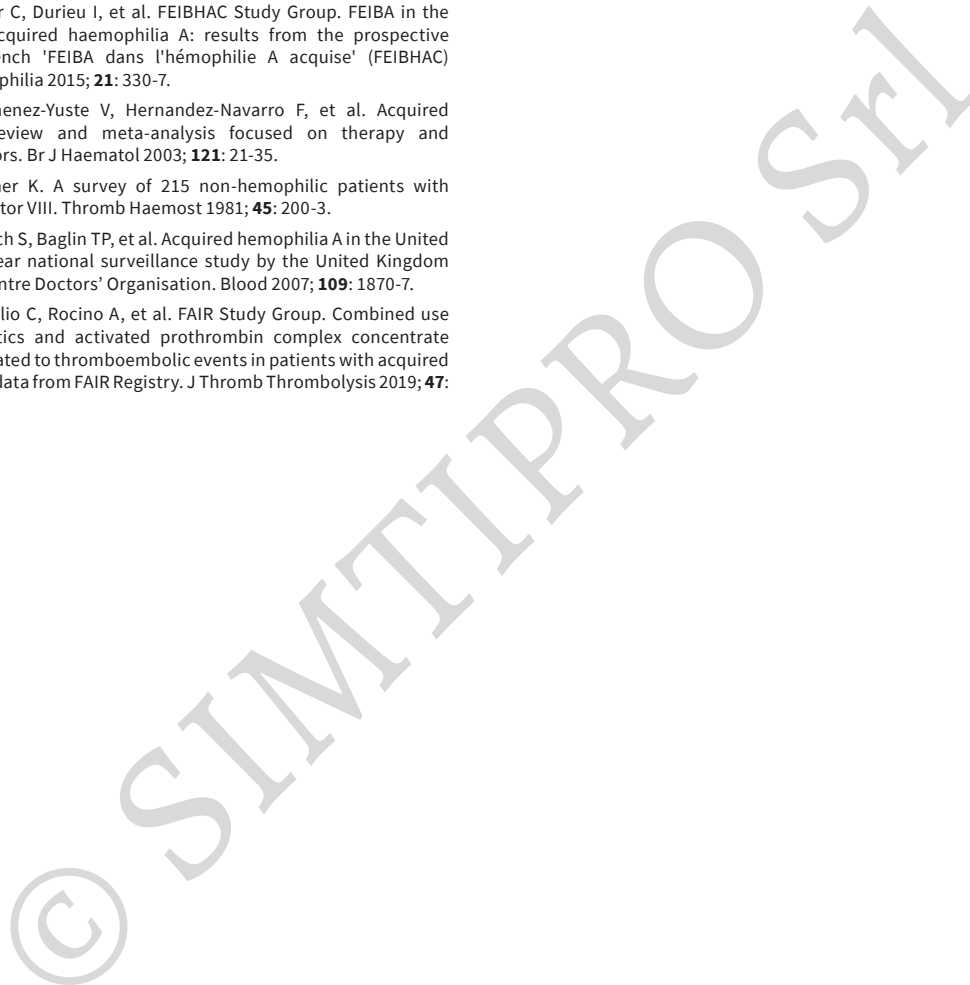 r C, Durieu I, et al. FEIBHAC Study Group. FEIBA in the
cquired haemophilia A: results from the prospective
ench 'FEIBA dans l'hémophilie A acquise' (FEIBHAC)
philia 2015; 21: 330-7.
nenez-Yuste V, Hernandez-Navarro F, et al. Acquired
eview and meta-analysis focused on therapy and
ors. Br J Haematol 2003; 121: 21-35.
ner K. A survey of 215 non-hemophilic patients with
tor VIII. Thromb Haemost 1981; 45: 200-3.
ch S, Baglin TP, et al. Acquired hemophilia A in the United
ear national surveillance study by the United Kingdom
entre Doctors’ Organisation. Blood 2007; 109: 1870-7.
lio C, Rocino A, et al. FAIR Study Group. Combined use
tics and activated prothrombin complex concentrate
ated to thromboembolic events in patients with acquired
data from FAIR Registry. J Thromb Thrombolysis 2019; 47:
© SIMTIPRO Srl